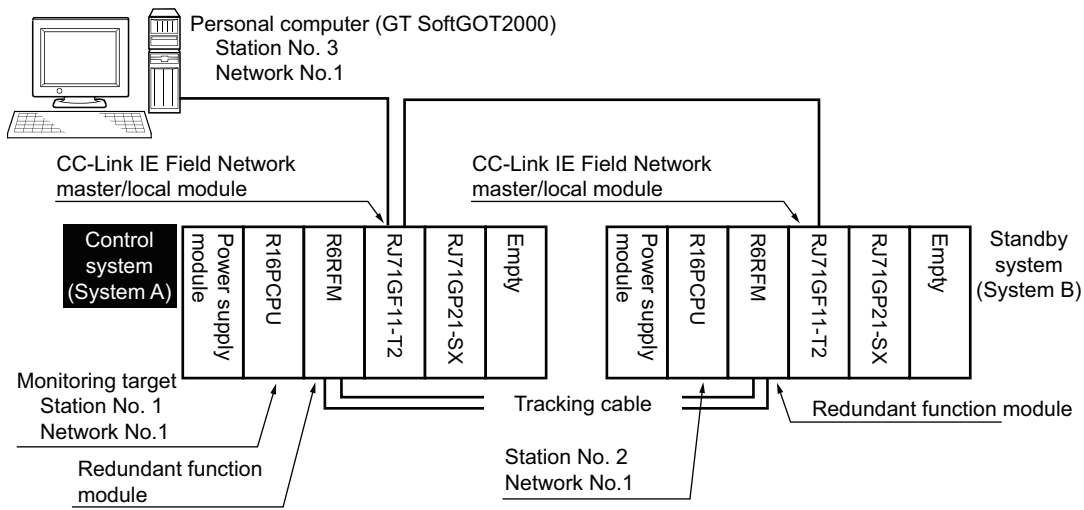 Personal computer (GT SoftGOT2000)
Station No. 3
Network No.1
CC-Link IE Field Network
master/local module
CC-Link IE Field Network
master/local module
Control
system
(System A)
Power supply
module
R16PCPU
R6RFM
RJ71GF11-T2
RJ71GP21-SX
Empty
Power supply
module
R16PCPU
R6RFM
RJ71GF11-T2
RJ71GP21-SX
Empty
Standby
system
(System B)
Monitoring target
Station No. 1
Network No.1
Tracking cable
Redundant function module
Redundant function
module
Station No. 2
Network No.1